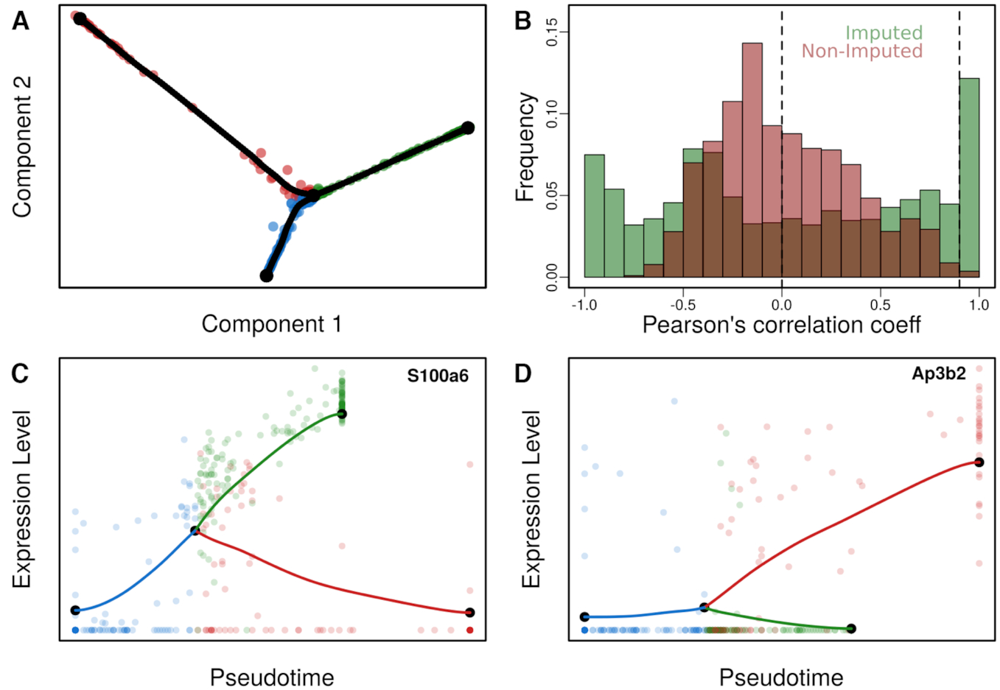 A
Component 2
Component 1
B
Imputed
Non-Imputed
Frequency
0.15
0.10
0.05
0.00
-1.0 -0.5 0.0 0.5 1.0
Pearson's correlation coeff
C
S100a6
Expression Level
Pseudotime
D
Ap3b2
Expression Level
Pseudotime